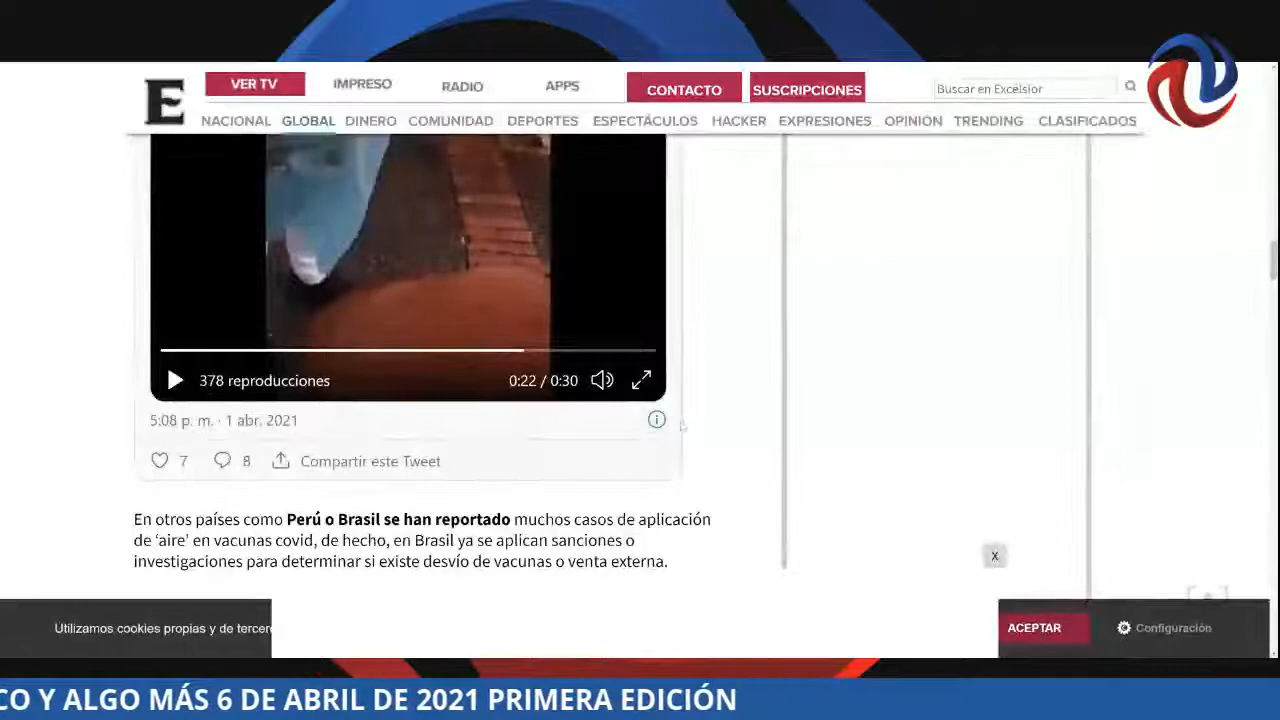 E
VER TV
IMPRESO
RADIO
APPS
CONTACTO
SUSCRIPCIONES
Buscar en Excélsior
NACIONAL GLOBAL DINERO COMUNIDAD DEPORTES ESPECTÁCULOS HACKER EXPRESIONES OPINIÓN TRENDING CLASIFICADOS
378 reproducciones
0:22 / 0:30
5:08 p. m. · 1 abr. 2021
7 8 Compartir este Tweet
En otros países como Perú o Brasil se han reportado muchos casos de aplicación
de ‘aire’ en vacunas covid, de hecho, en Brasil ya se aplican sanciones o
investigaciones para determinar si existe desvío de vacunas o venta externa.
X
Utilizamos cookies propias y de tercer
ACEPTAR
Configuración
CO Y ALGO MÁS 6 DE ABRIL DE 2021 PRIMERA EDICIÓN